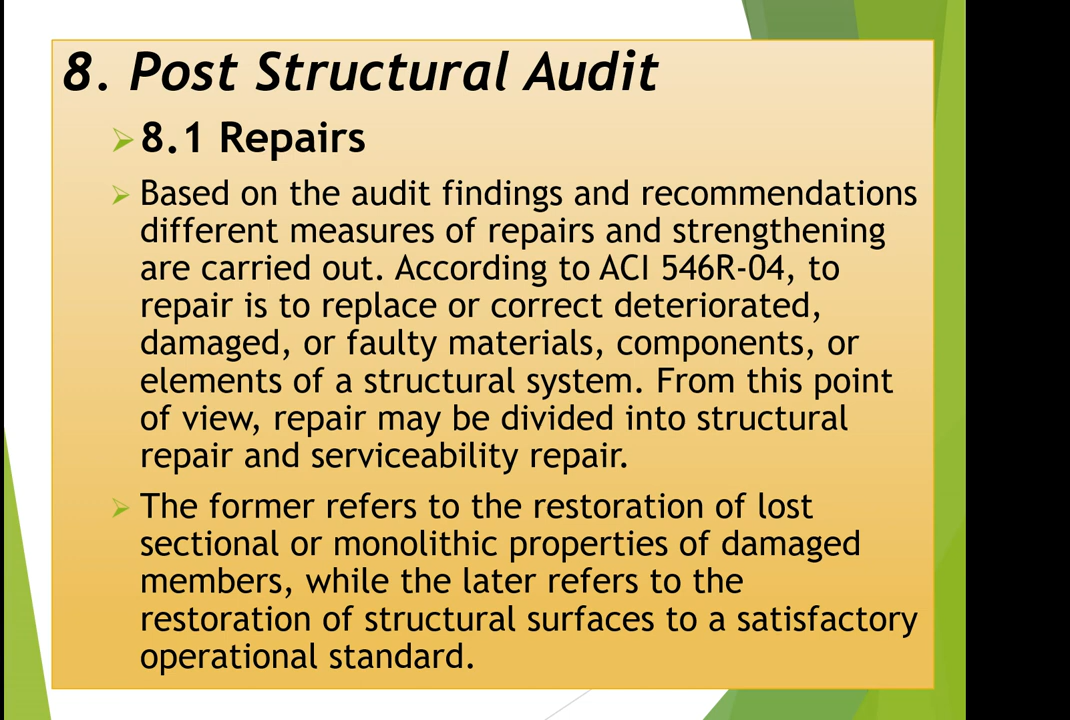 8. Post Structural Audit
8.1 Repairs
Based on the audit findings and recommendations
different measures of repairs and strengthening
are carried out. According to ACI 546R-04, to
repair is to replace or correct deteriorated,
damaged, or faulty materials, components, or
elements of a structural system. From this point
of view, repair may be divided into structural
repair and serviceability repair.
The former refers to the restoration of lost
sectional or monolithic properties of damaged
members, while the later refers to the
restoration of structural surfaces to a satisfactory
operational standard.